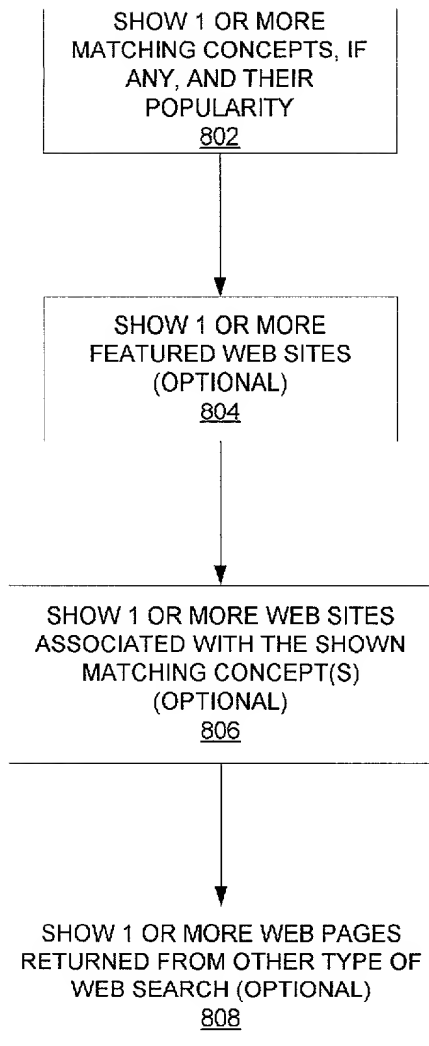 SHOW 1 OR MORE
MATCHING CONCEPTS, IF
ANY, AND THEIR
POPULARITY
802
SHOW 1 OR MORE
FEATURED WEB SITES
(OPTIONAL)
804
SHOW 1 OR MORE WEB SITES
ASSOCIATED WITH THE SHOWN
MATCHING CONCEPT(S)
(OPTIONAL)
806
SHOW 1 OR MORE WEB PAGES
RETURNED FROM OTHER TYPE OF
WEB SEARCH (OPTIONAL)
808